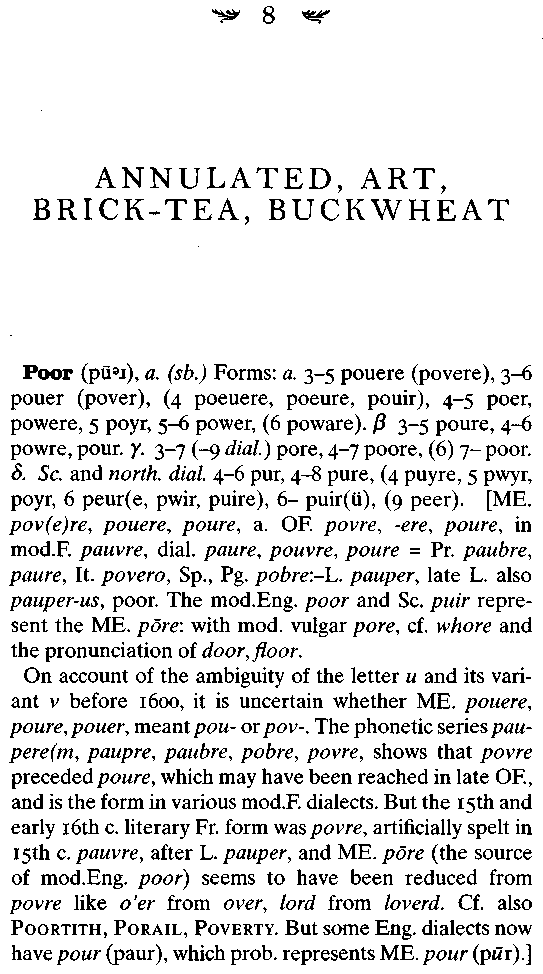 8
ANNULATED, ART,
BRICK-TEA, BUCKWHEAT
Poor (pūᵊɹ), a. (sb.) Forms: a. 3–5 pouere (povere), 3–6
pouer (pover), (4 poeuere, poeure, pouir), 4–5 poer,
powere, 5 poyr, 5–6 power, (6 poware). β 3–5 poure, 4–6
powre, pour. γ. 3–7 (–9 dial.) pore, 4–7 poore, (6) 7– poor.
δ. Sc. and north. dial. 4–6 pur, 4–8 pure, (4 puyre, 5 pwyr,
poyr, 6 peur(e, pwir, puire), 6– puir(ü), (9 peer). [ME.
pov(e)re, pouere, poure, a. OF. povre, -ere, poure, in
mod.F. pauvre, dial. paure, pouvre, poure = Pr. paubre,
paure, It. povero, Sp., Pg. pobre:–L. pauper, late L. also
pauper-us, poor. The mod.Eng. poor and Sc. puir repre-
sent the ME. pōre: with mod. vulgar pore, cf. whore and
the pronunciation of door, floor.
On account of the ambiguity of the letter u and its vari-
ant v before 1600, it is uncertain whether ME. pouere,
poure, pouer, meant pou- or pov-. The phonetic series pau-
pere(m, paupre, paubre, pobre, povre, shows that povre
preceded poure, which may have been reached in late OF.,
and is the form in various mod.F. dialects. But the 15th and
early 16th c. literary Fr. form was povre, artificially spelt in
15th c. pauvre, after L. pauper, and ME. pōre (the source
of mod.Eng. poor) seems to have been reduced from
povre like o'er from over, lord from loverd. Cf. also
POORTITH, PORAIL, POVERTY. But some Eng. dialects now
have pour (paur), which prob. represents ME. pour (pūr).]